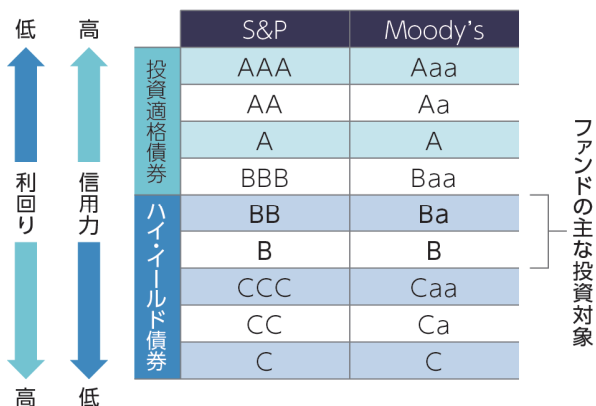 低 高
S&P Moody's
投資適格債券
AAA Aaa
AA Aa
A A
BBB Baa
利回り
信用力
ハイ・イールド債券
BB Ba
B B
CCC Caa
CC Ca
C C
ファンドの主な投資対象
高 低